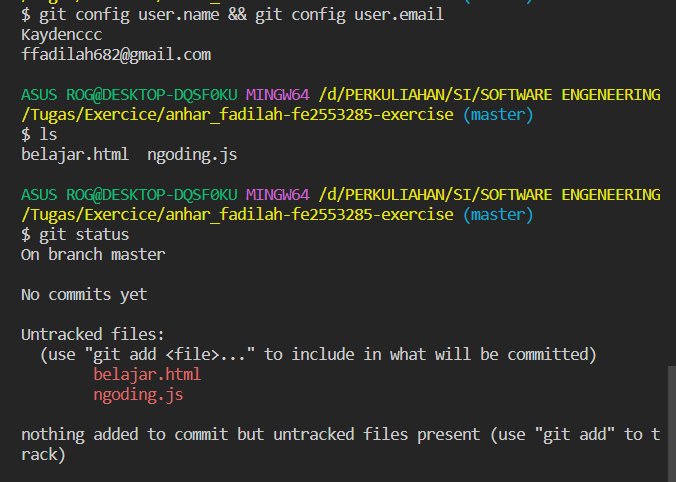 $ git config user.name && git config user.email
Kaydenccc
ffadilah682@gmail.com
ASUS ROG@DESKTOP-DQSF0KU MINGW64 /d/PERKULIAHAN/SI/SOFTWARE ENGENEERING
/Tugas/Exercice/anhar_fadilah-fe2553285-exercise (master)
$ ls
belajar.html  ngoding.js
ASUS ROG@DESKTOP-DQSF0KU MINGW64 /d/PERKULIAHAN/SI/SOFTWARE ENGENEERING
/Tugas/Exercice/anhar_fadilah-fe2553285-exercise (master)
$ git status
On branch master
No commits yet
Untracked files:
  (use "git add <file>..." to include in what will be committed)
        belajar.html
        ngoding.js
nothing added to commit but untracked files present (use "git add" to t
rack)